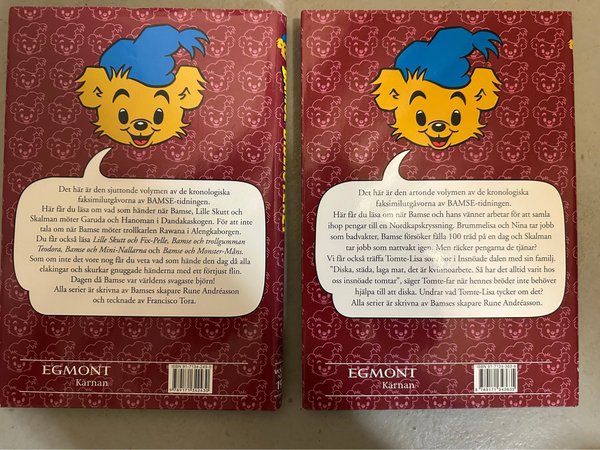 Det här är den sjuttonde volymen av de kronologiska
faksimilutgåvorna av BAMSE-tidningen.
Här får du läsa om vad som händer när Bamse, Lille Skutt och
Skalman möter Garuda och Hanoman i Dandakaskogen. För att inte
tala om när Bamse möter trollkarlen Rawana i Alengkaborgen.
Du får också läsa Lille Skutt och Fix-Pelle, Bamse och trollgumman
Teodora, Bamse och Mini-Nallarna och Bamse och Monster-Måns.
Som om inte det vore nog får du veta vad som hände den dag då alla
elakingar och skurkar gnuggade händerna med ett förtjust flin.
Dagen då Bamse var världens svagaste björn!
Alla serier är skrivna av Bamses skapare Rune Andréasson
och tecknade av Francisco Tora.
EGMONT
Kärnan
Det här är den artonde volymen av de kronologiska
faksimilutgåvorna av BAMSE-tidningen.
Här får du läsa om när Bamse och hans vänner arbetar för att samla
ihop pengar till en Nordkapskryssning. Brummelisa och Nina tar jobb
som badvakter, Bamse försöker fälla 100 träd på en dag och Skalman
tar jobb som nattvakt igen. Men räcker pengarna de tjänar?
Vi får också träffa Tomte-Lisa som bor i Insnöade dalen med sin familj.
"Diska, städa, laga mat, det är kvinnoarbete. Så har det alltid varit hos
oss insnöade tomtar", säger Tomte-far när hennes bröder inte behöver
hjälpa till att diska. Undrar vad Tomte-Lisa tycker om det?
Alla serier är skrivna av Bamses skapare Rune Andréasson.
EGMONT
Kärnan